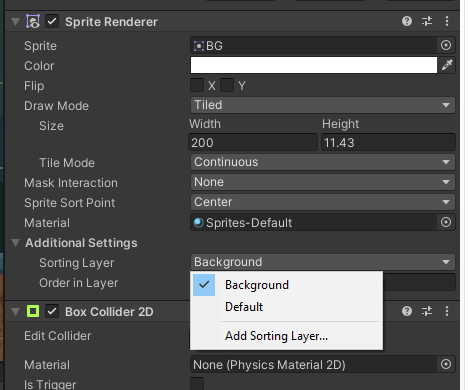 Sprite Renderer
Sprite BG
Color
Flip X Y
Draw Mode Tiled
Size Width Height
200 11.43
Tile Mode Continuous
Mask Interaction None
Sprite Sort Point Center
Material Sprites-Default
Additional Settings
Sorting Layer Background
Order in Layer
Background
Default
Add Sorting Layer...
Box Collider 2D
Edit Collider
Material None (Physics Material 2D)
Is Trigger